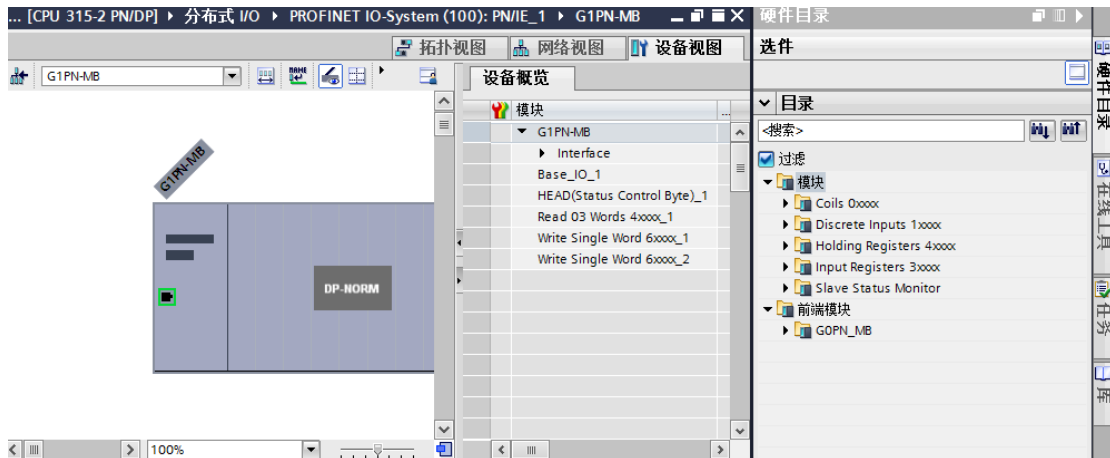 ... [CPU 315-2 PN/DP] ▸ 分布式 I/O ▸ PROFINET IO-System (100): PN/IE_1 ▸ G1PN-MB
拓扑视图 网络视图 设备视图
G1PN-MB
G1PN-MB
DP-NORM
100%
设备概览
模块 ...
G1PN-MB
Interface
Base_IO_1
HEAD(Status Control Byte)_1
Read 03 Words 4xxxx_1
Write Single Word 6xxxx_1
Write Single Word 6xxxx_2
硬件目录
选件
目录
<搜索>
过滤
模块
Coils 0xxxx
Discrete Inputs 1xxxx
Holding Registers 4xxxx
Input Registers 3xxxx
Slave Status Monitor
前端模块
G0PN_MB
硬件目录
在线工具
任务
库